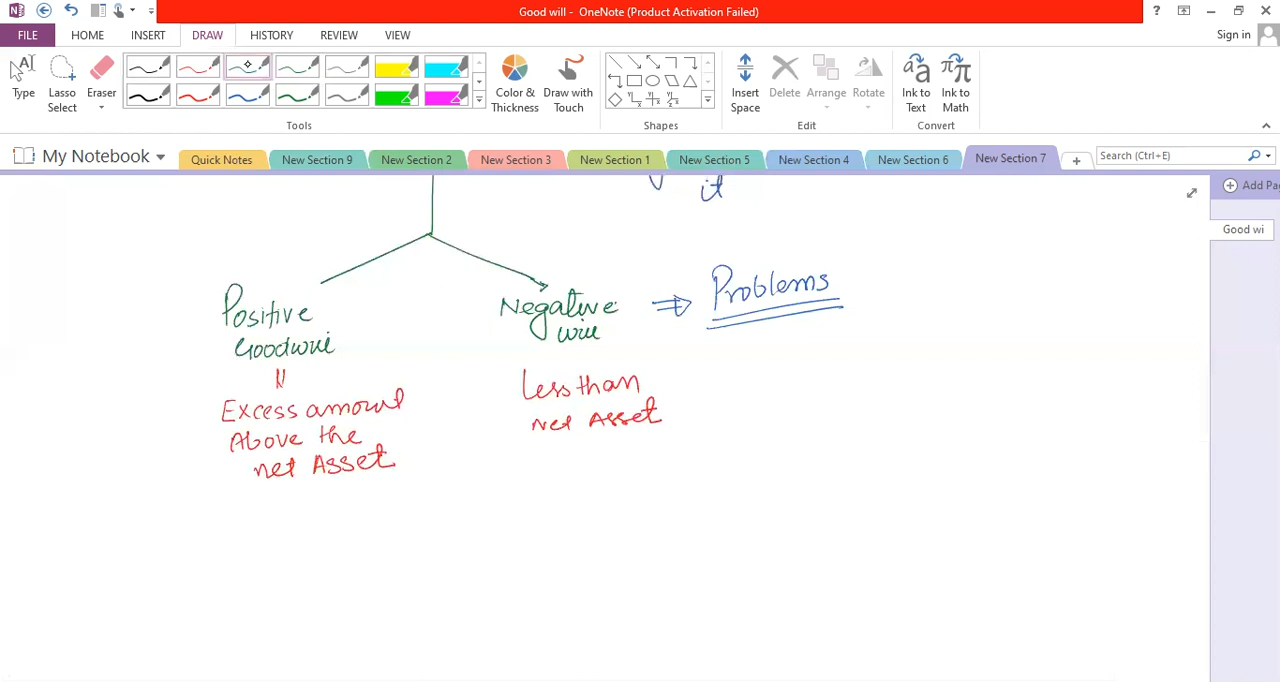 Good will - OneNote (Product Activation Failed)
? 
Sign in
FILE HOME INSERT DRAW HISTORY REVIEW VIEW
Type
Lasso Select
Eraser
Color & Thickness
Draw with Touch
Insert Space
Delete
Arrange
Rotate
Ink to Text
Ink to Math
Tools
Shapes
Edit
Convert
My Notebook
Quick Notes New Section 9 New Section 2 New Section 3 New Section 1 New Section 5 New Section 4 New Section 6 New Section 7
Search (Ctrl+E)
Add Pa
Good wi
it
Positive
Goodwill
Negative
will
⇒ Problems
Excess amount
Above the
net Asset
Less than
Net Asset